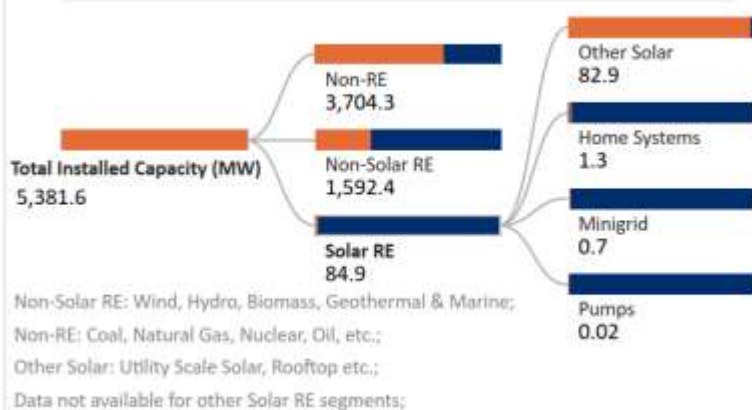 Total Installed Capacity (MW)
5,381.6
Non-RE
3,704.3
Non-Solar RE
1,592.4
Solar RE
84.9
Other Solar
82.9
Home Systems
1.3
Minigrid
0.7
Pumps
0.02
Non-Solar RE: Wind, Hydro, Biomass, Geothermal & Marine;
Non-RE: Coal, Natural Gas, Nuclear, Oil, etc.;
Other Solar: Utility Scale Solar, Rooftop etc.;
Data not available for other Solar RE segments;